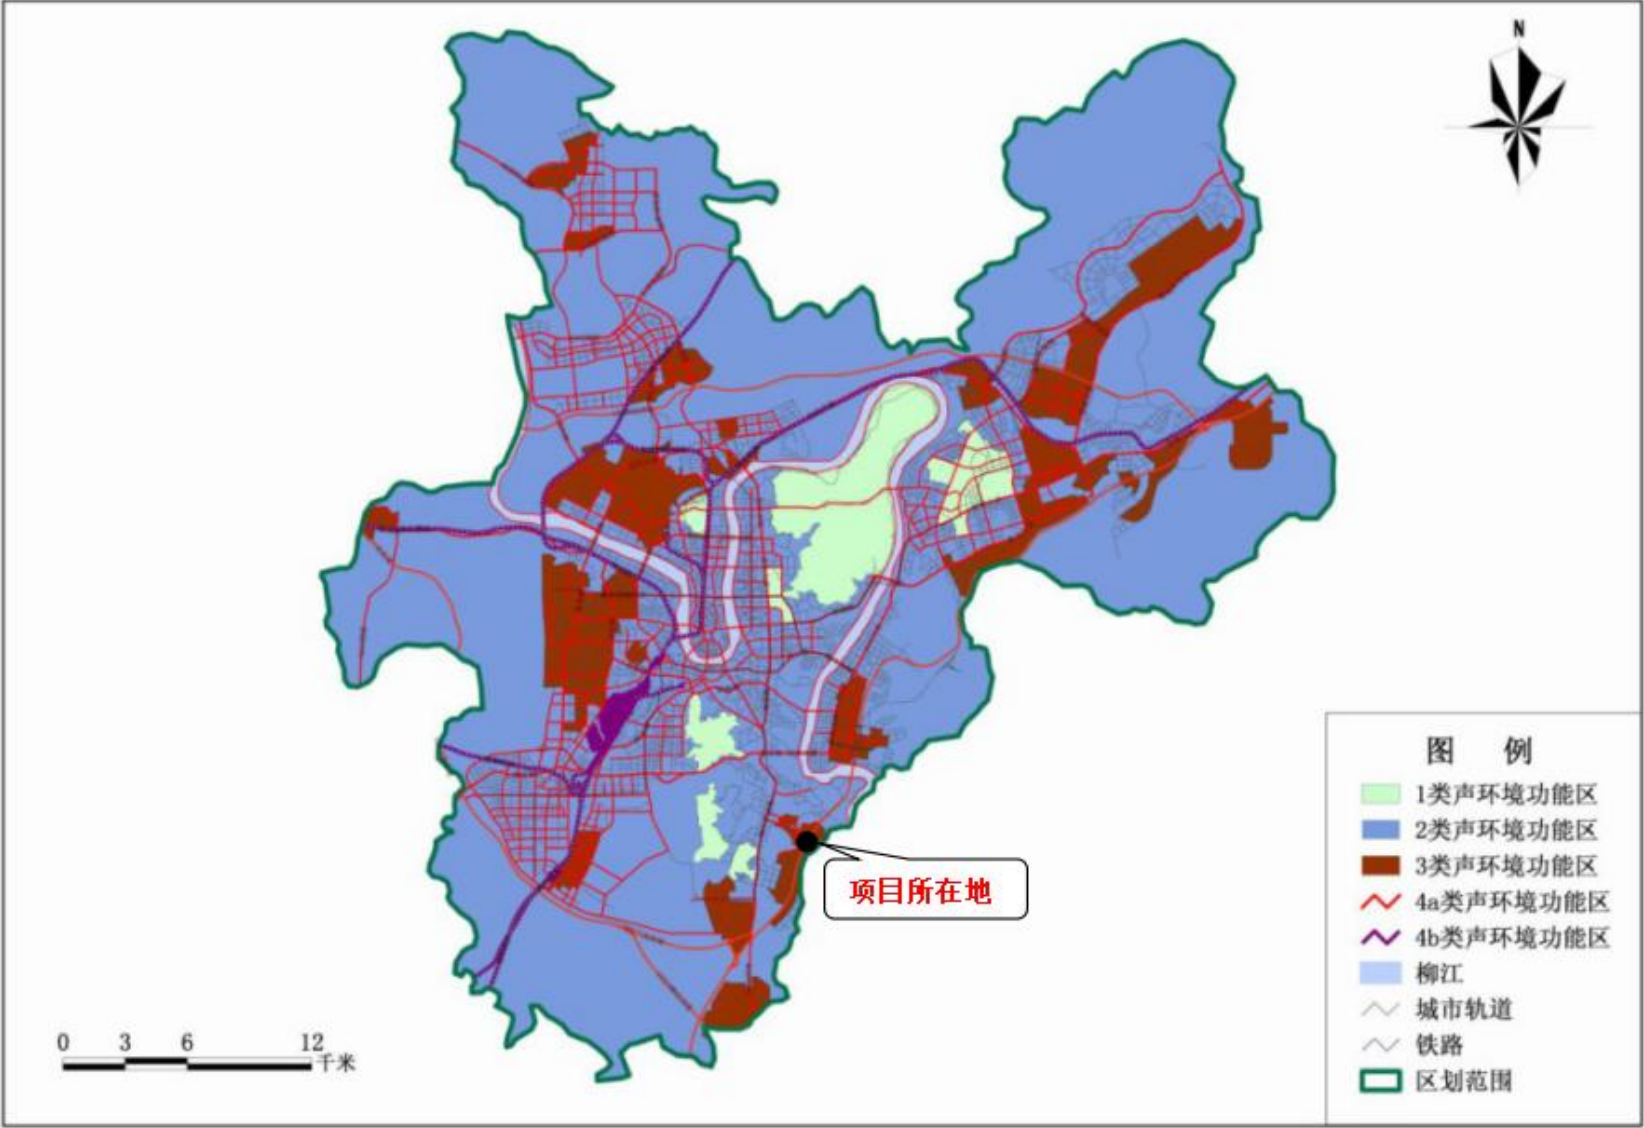 N
项目所在地
图 例
1类声环境功能区
2类声环境功能区
3类声环境功能区
4a类声环境功能区
4b类声环境功能区
柳江
城市轨道
铁路
区划范围
0 3 6 12
千米